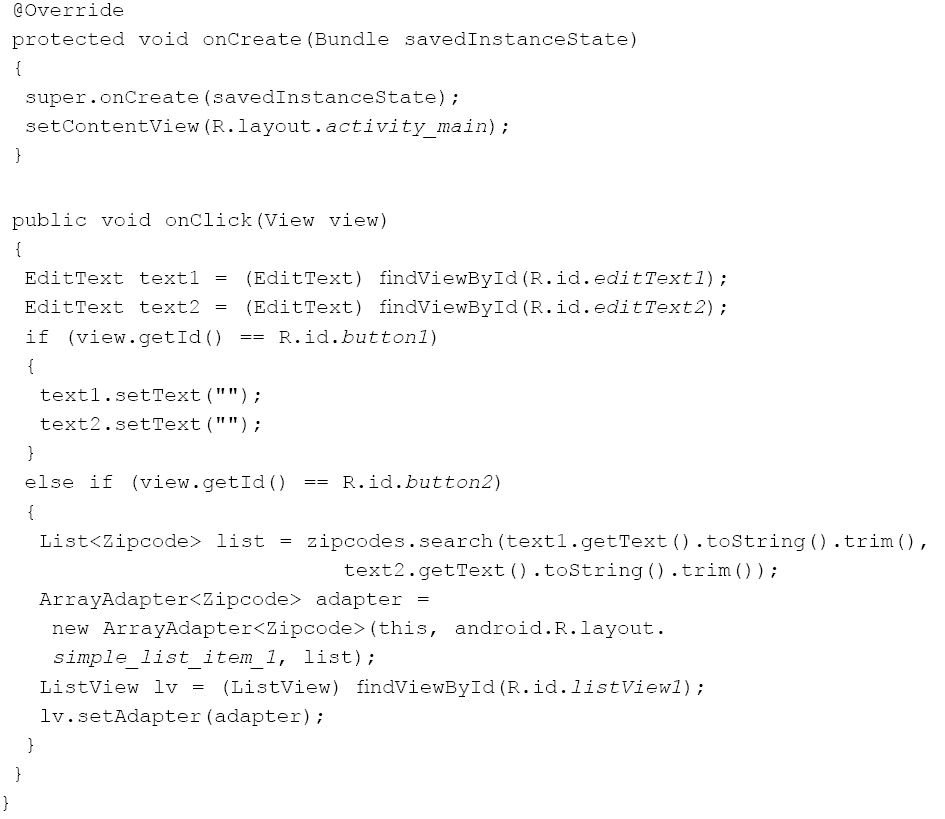 @Override
protected void onCreate(Bundle savedInstanceState)
{
super.onCreate(savedInstanceState);
setContentView(R.layout.activity_main);
}
public void onClick(View view)
{
EditText text1 = (EditText) findViewById(R.id.editText1);
EditText text2 = (EditText) findViewById(R.id.editText2);
if (view.getId() == R.id.button1)
{
text1.setText("");
text2.setText("");
}
else if (view.getId() == R.id.button2)
{
List<Zipcode> list = zipcodes.search(text1.getText().toString().trim(),
text2.getText().toString().trim());
ArrayAdapter<Zipcode> adapter =
new ArrayAdapter<Zipcode>(this, android.R.layout.
simple_list_item_1, list);
ListView lv = (ListView) findViewById(R.id.listView1);
lv.setAdapter(adapter);
}
}
}